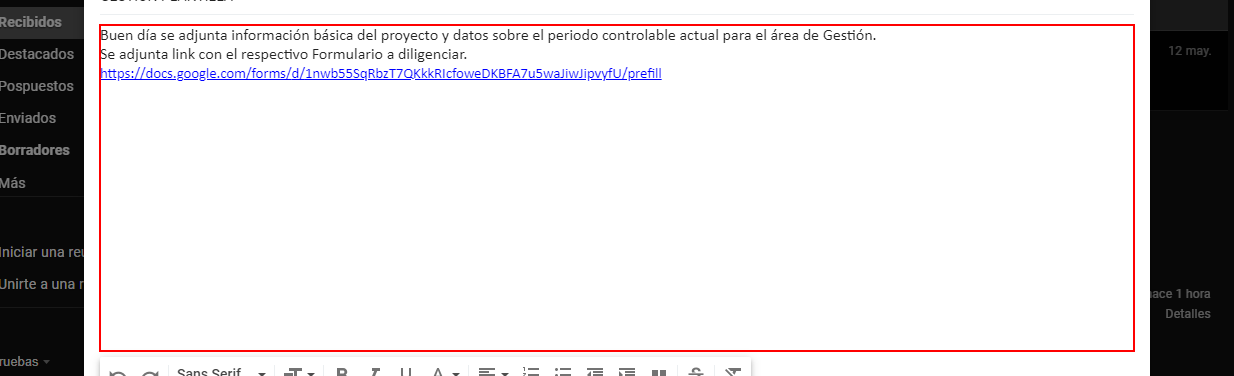 Recibidos
Destacados
Pospuestos
Enviados
Borradores
Más
Iniciar una reu
Unirte a una r
ruebas
Buen día se adjunta información básica del proyecto y datos sobre el periodo controlable actual para el área de Gestión.
Se adjunta link con el respectivo Formulario a diligenciar.
https://docs.google.com/forms/d/1nwb55SqRbzT7QKkkRIcfoweDKBFA7u5waJiwJipvyfU/prefill
Sans Serif
12 may.
hace 1 hora
Detalles